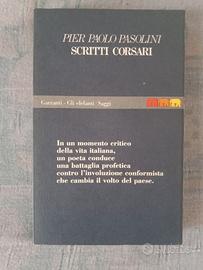 PIER PAOLO PASOLINI
SCRITTI CORSARI
Garzanti - Gli elefanti Saggi
In un momento critico
della vita italiana,
un poeta conduce
una battaglia profetica
contro l'involuzione conformista
che cambia il volto del paese.
subito